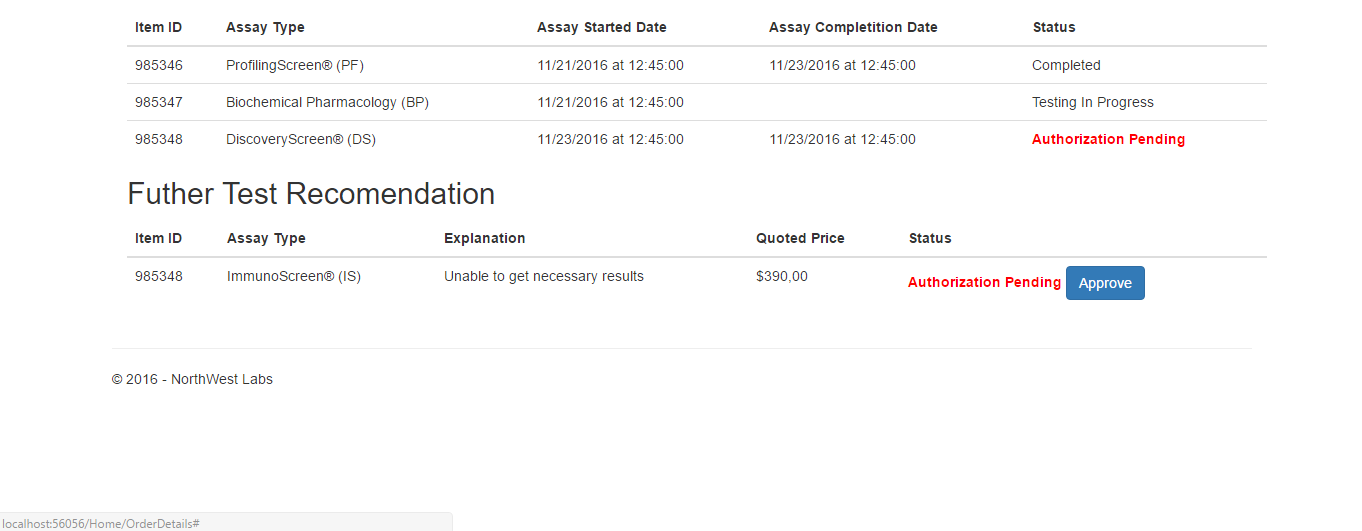 Item ID Assay Type Assay Started Date Assay Completition Date Status
985346 ProfilingScreen® (PF) 11/21/2016 at 12:45:00 11/23/2016 at 12:45:00 Completed
985347 Biochemical Pharmacology (BP) 11/21/2016 at 12:45:00 Testing In Progress
985348 DiscoveryScreen® (DS) 11/23/2016 at 12:45:00 11/23/2016 at 12:45:00 Authorization Pending
Futher Test Recomendation
Item ID Assay Type Explanation Quoted Price Status
985348 ImmunoScreen® (IS) Unable to get necessary results $390,00 Authorization Pending Approve
© 2016 - NorthWest Labs
localhost:56056/Home/OrderDetails#